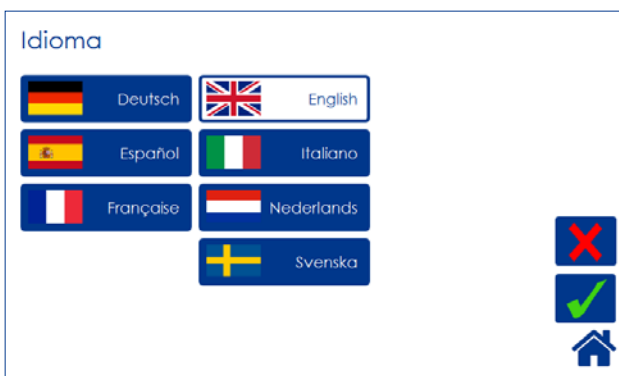 Idioma
Deutsch
English
Español
Italiano
Française
Nederlands
Svenska